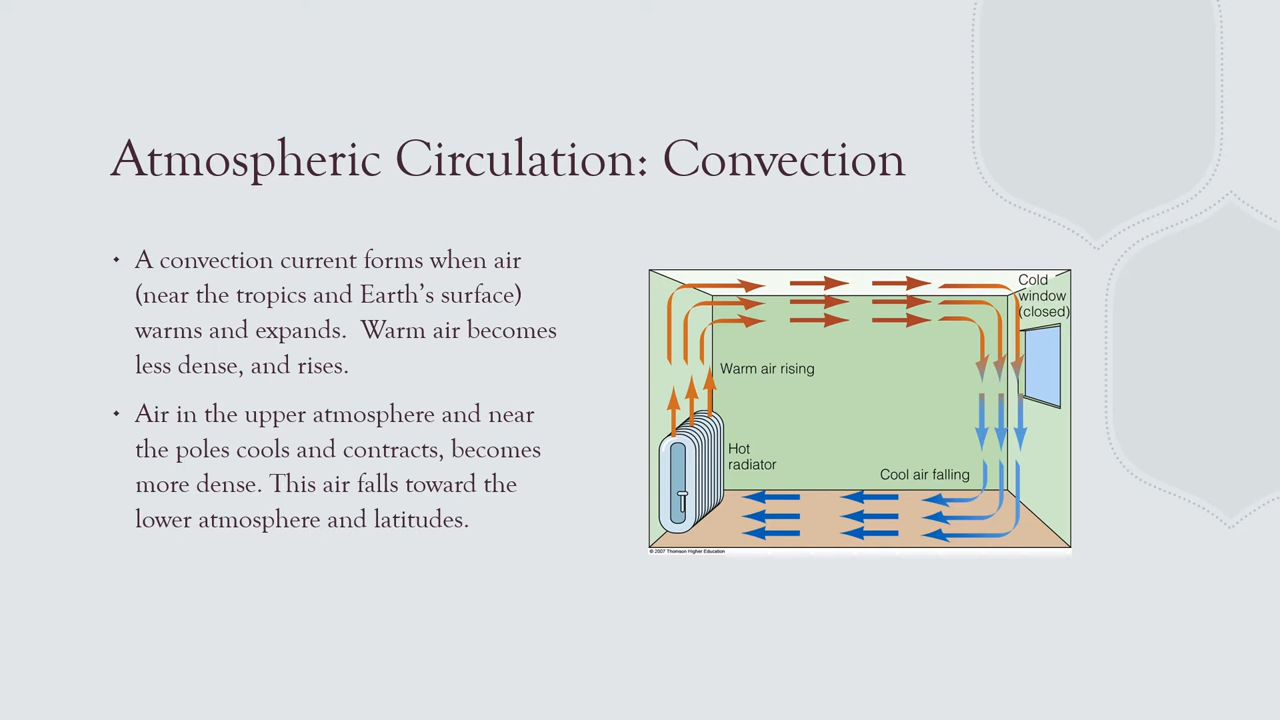 Atmospheric Circulation: Convection
• A convection current forms when air
(near the tropics and Earth’s surface)
warms and expands.  Warm air becomes
less dense, and rises.
• Air in the upper atmosphere and near
the poles cools and contracts, becomes
more dense. This air falls toward the
lower atmosphere and latitudes.
Cold
window
(closed)
Warm air rising
Hot
radiator
Cool air falling
© 2007 Thomson Higher Education